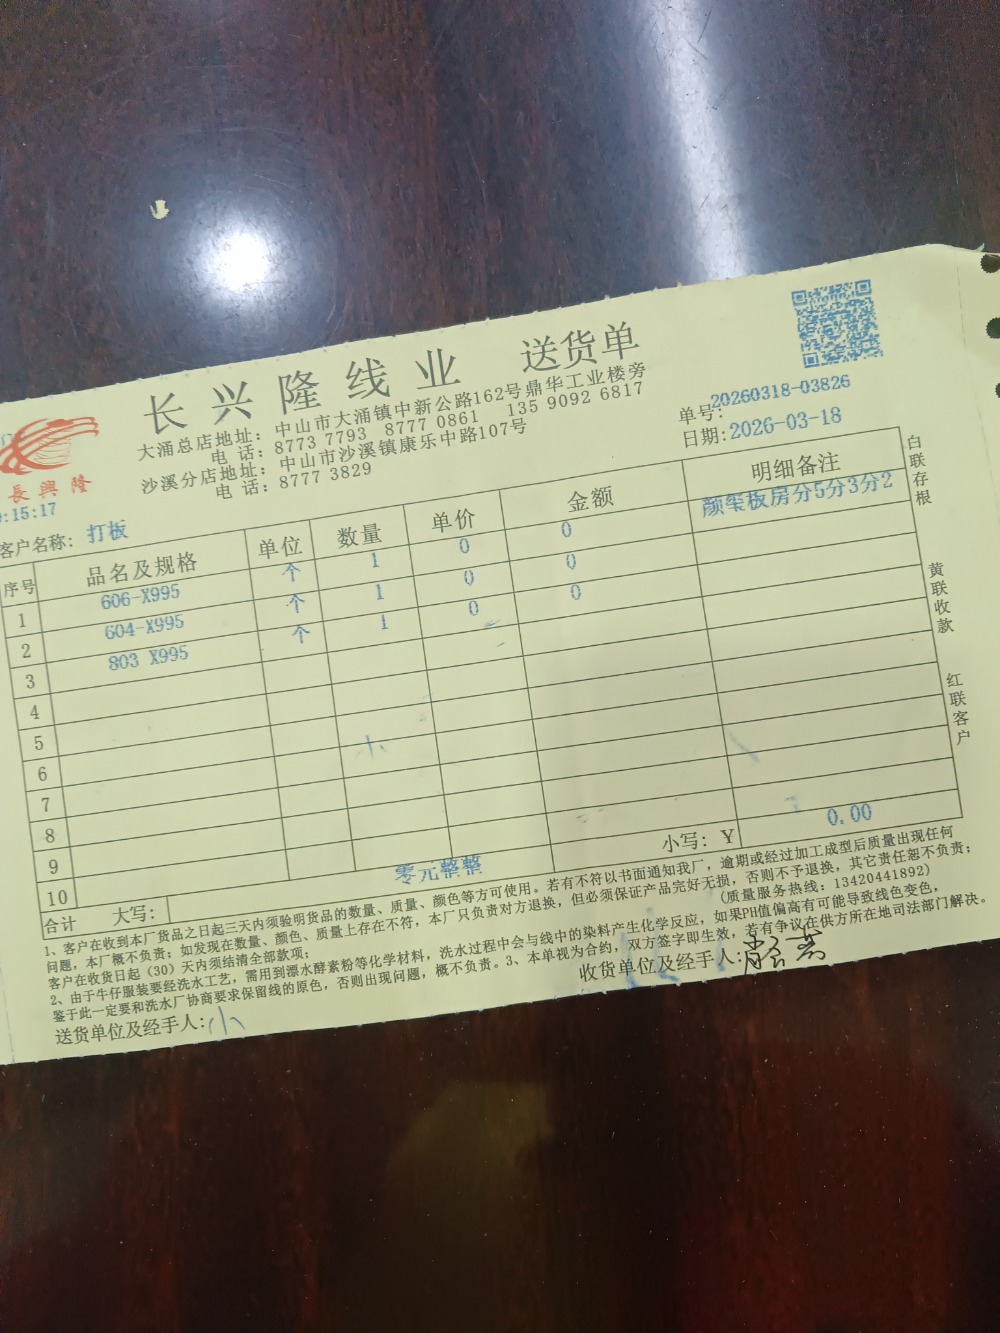 长兴隆线业 送货单
大涌总店地址：中山市大涌镇中新公路162号鼎华工业楼旁
电 话：8773 7793 8777 0861 135 9092 6817
沙溪分店地址：中山市沙溪镇康乐中路107号
电 话：8777 3829
長興隆
:15:17
单号:20260318-03826
日期:2026-03-18
客户名称: 打板
序号 品名及规格 单位 数量 单价 金额 明细备注
1 606-X995 个 1 0 0 颜玺板房分5分3分2
2 604-X995 个 1 0 0
3 803 X995 个 1 0 0
4
5
6
7
8
9
10
合计 大写: 零元整整 小写: Y 0.00
白联存根
黄联收款
红联客户
1、客户在收到本厂货品之日起三天内须验明货品的数量、质量、颜色等方可使用。若有不符以书面通知我厂，逾期或经过加工成型后质量出现任何
问题，本厂概不负责；如发现在数量、颜色、质量上存在不符，本厂只负责对方退换，但必须保证产品完好无损，否则不予退换，其它责任恕不负责；
客户在收货日起（30）天内须结清全部款项； （质量服务热线：13420441892）
2、由于牛仔服装要经洗水工艺，需用到漂水酵素粉等化学材料，洗水过程中会与线中的染料产生化学反应，如果PH值偏高有可能导致线色变色，
鉴于此一定要和洗水厂协商要求保留线的原色，否则出现问题，概不负责。3、本单视为合约，双方签字即生效，若有争议在供方所在地司法部门解决。
送货单位及经手人: 小
收货单位及经手人: